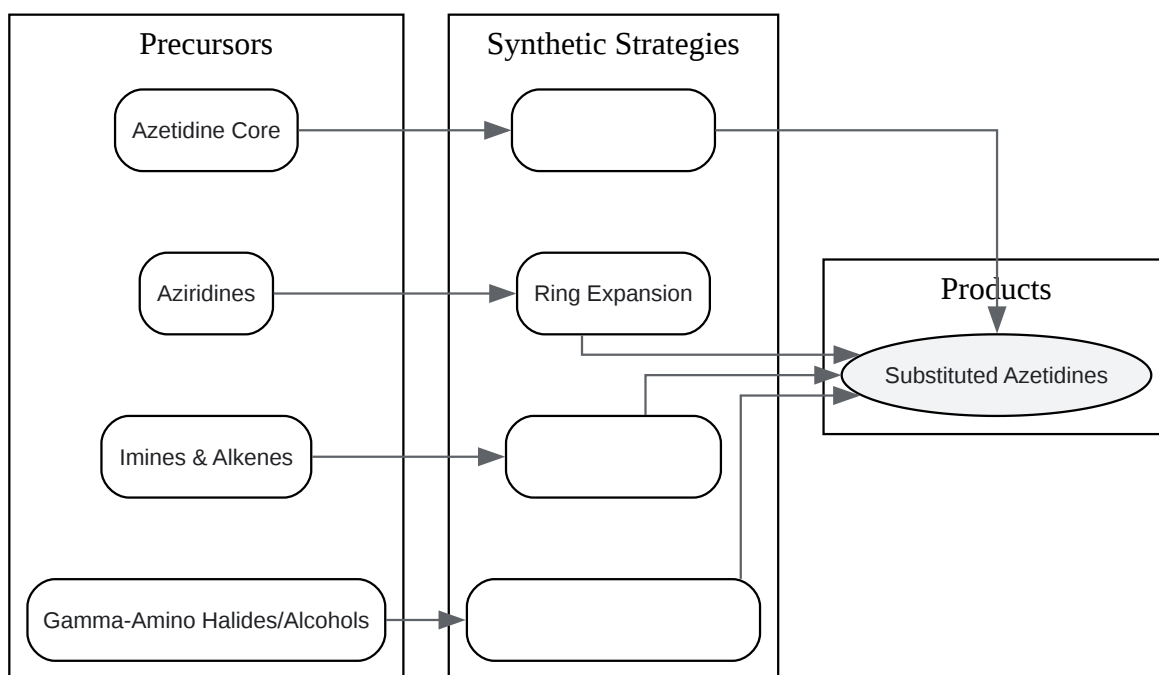 Precursors
Synthetic Strategies
Azetidine Core
Aziridines
Ring Expansion
Products
Substituted Azetidines
Imines & Alkenes
Gamma-Amino Halides/Alcohols